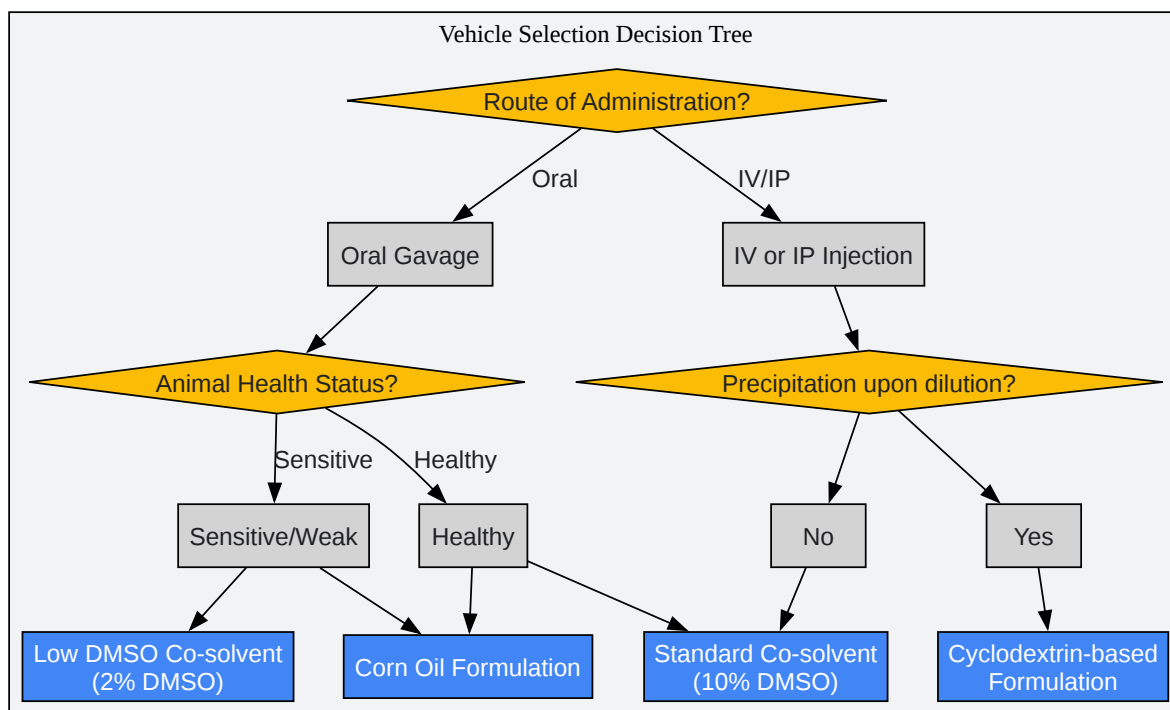 Vehicle Selection Decision Tree
Route of Administration?
Oral
IV/IP
Oral Gavage
IV or IP Injection
Animal Health Status?
Precipitation upon dilution?
Sensitive
Healthy
Sensitive/Weak
Healthy
No
Yes
Low DMSO Co-solvent
(2% DMSO)
Corn Oil Formulation
Standard Co-solvent
(10% DMSO)
Cyclodextrin-based
Formulation